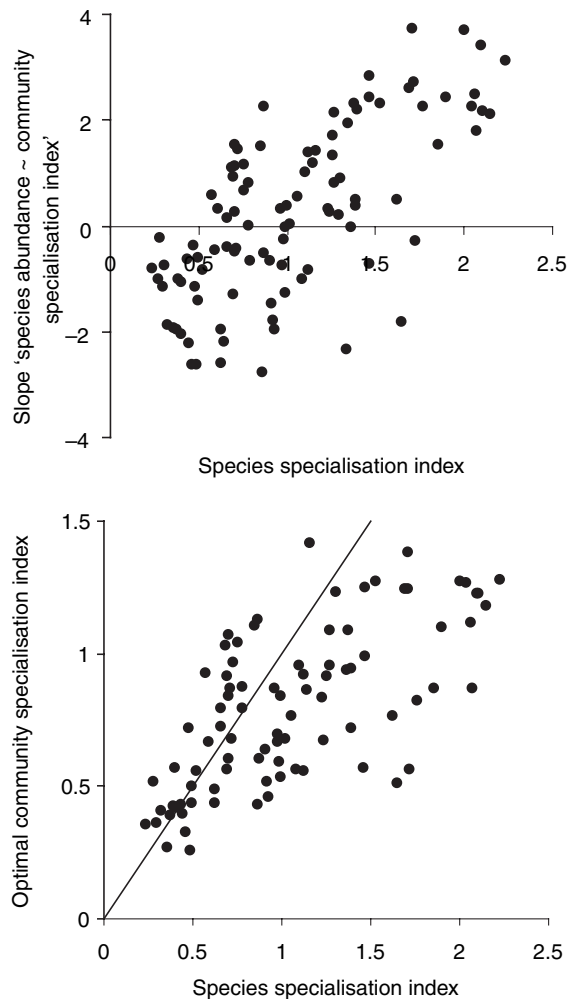 Slope ‘species abundance ~ community
specialisation index’
4
2
0
–2
–4
0 0.5 1.0 1.5 2 2.5
Species specialisation index
Optimal community specialisation index
1.5
1
0.5
0
0 0.5 1 1.5 2 2.5
Species specialisation index